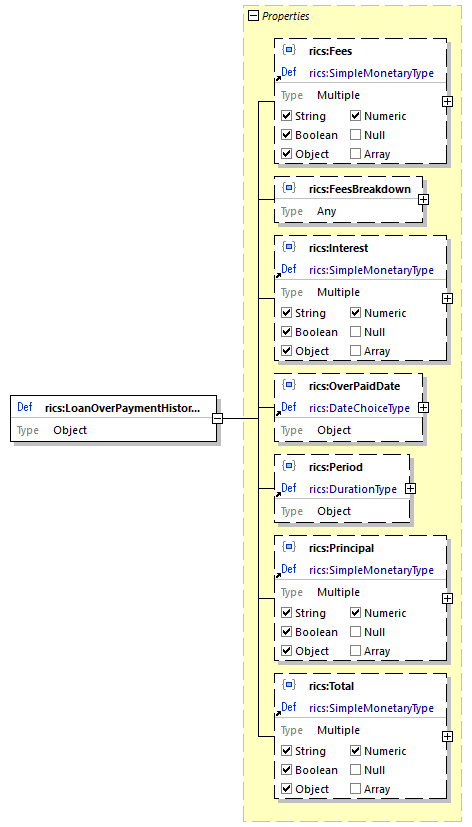 Properties
rics:Fees
Def rics:SimpleMonetaryType
Type Multiple
String Numeric
Boolean Null
Object Array
rics:FeesBreakdown
Type Any
rics:Interest
Def rics:SimpleMonetaryType
Type Multiple
String Numeric
Boolean Null
Object Array
rics:OverPaidDate
Def rics:DateChoiceType
Type Object
Def rics:LoanOverPaymentHistor...
Type Object
rics:Period
Def rics:DurationType
Type Object
rics:Principal
Def rics:SimpleMonetaryType
Type Multiple
String Numeric
Boolean Null
Object Array
rics:Total
Def rics:SimpleMonetaryType
Type Multiple
String Numeric
Boolean Null
Object Array